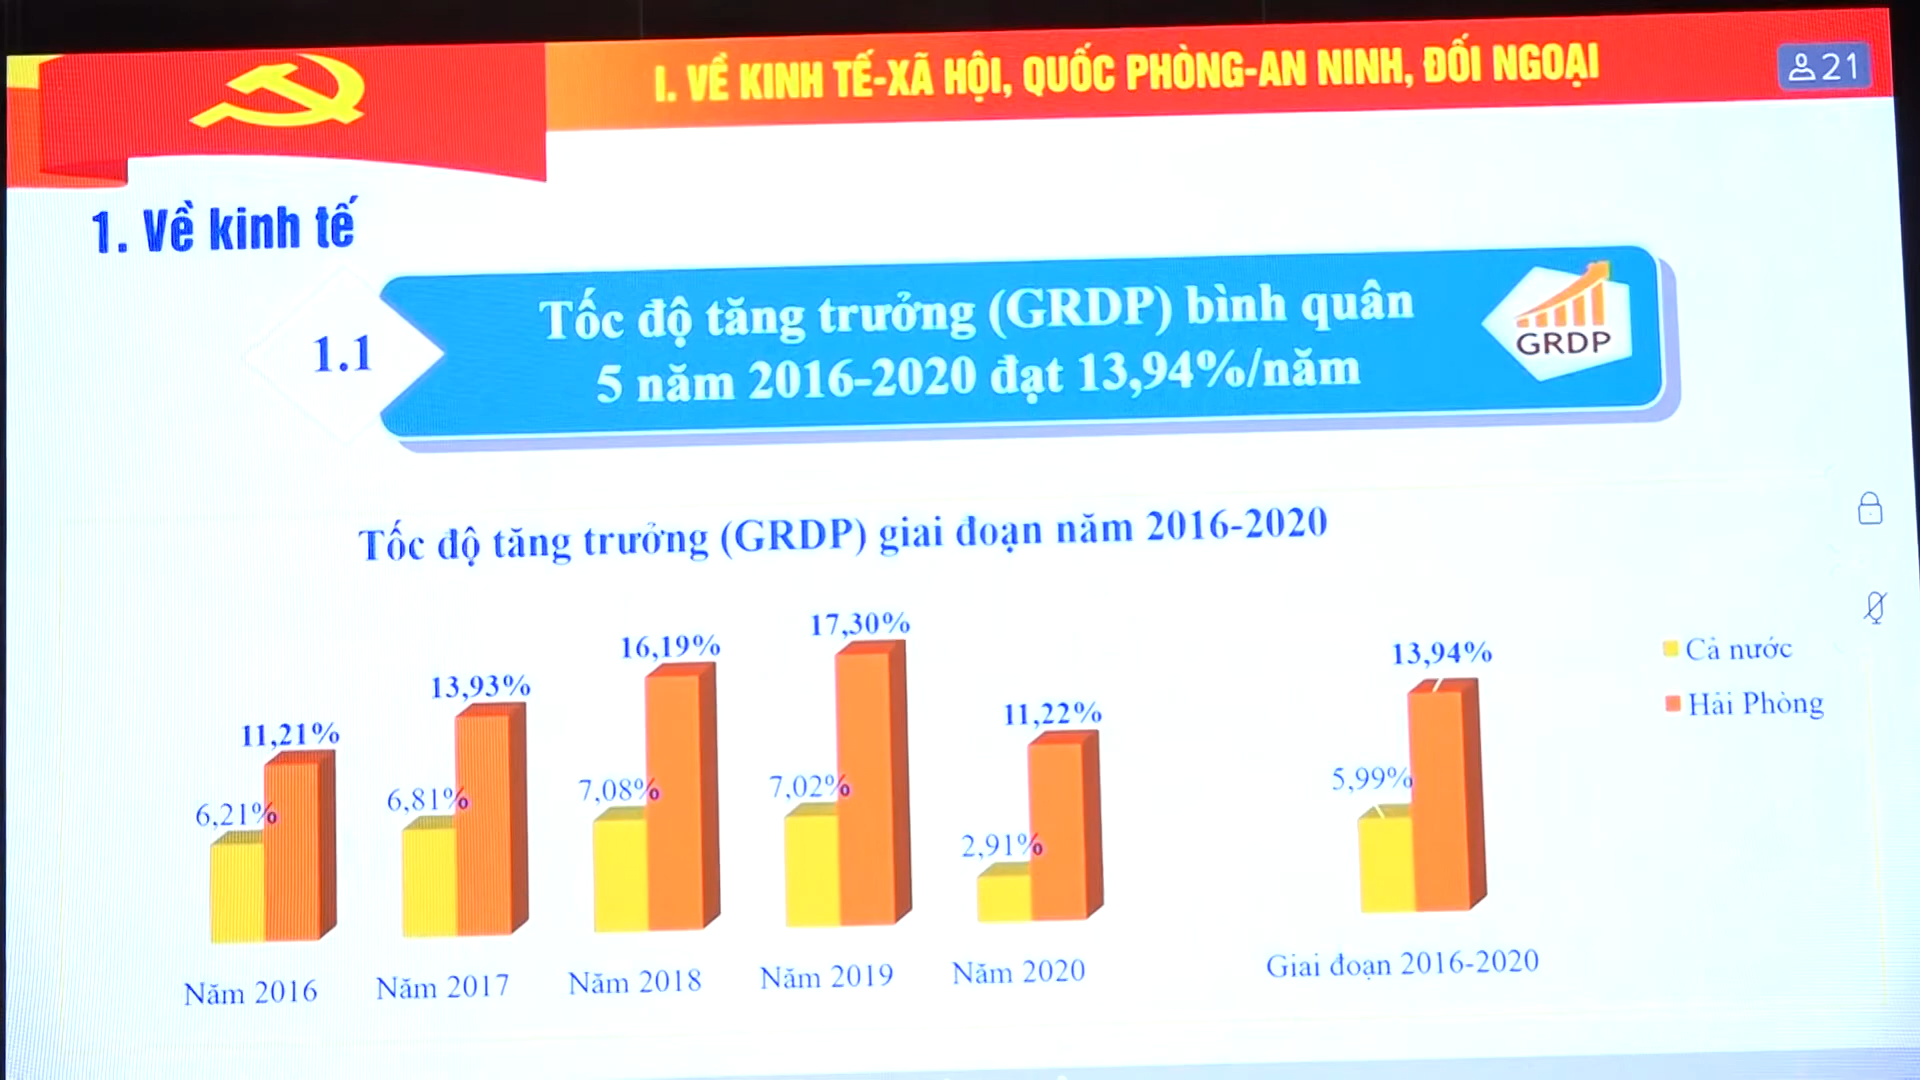 I. VỀ KINH TẾ-XÃ HỘI, QUỐC PHÒNG-AN NINH, ĐỐI NGOẠI
21
1. Về kinh tế
1.1
Tốc độ tăng trưởng (GRDP) bình quân
5 năm 2016-2020 đạt 13,94%/năm
GRDP
Tốc độ tăng trưởng (GRDP) giai đoạn năm 2016-2020
11,21%
6,21%
13,93%
6,81%
16,19%
7,08%
17,30%
7,02%
11,22%
2,91%
13,94%
5,99%
Cả nước
Hải Phòng
Năm 2016
Năm 2017
Năm 2018
Năm 2019
Năm 2020
Giai đoạn 2016-2020